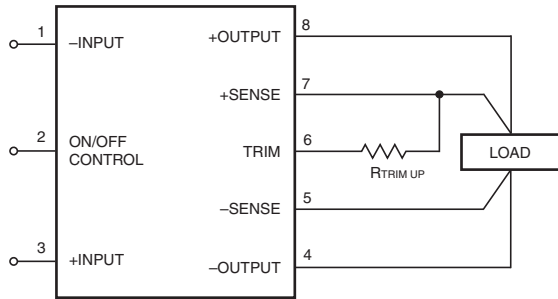 1
–INPUT
+OUTPUT
8
+SENSE
7
2
ON/OFF
CONTROL
TRIM
6
RTRIM UP
LOAD
–SENSE
5
3
+INPUT
–OUTPUT
4